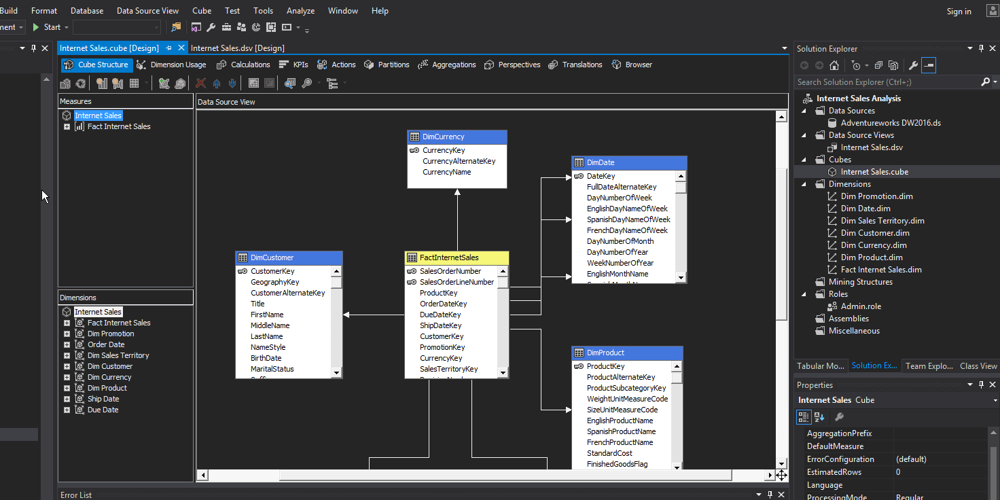 Build Format Database Data Source View Cube Test Tools Analyze Window Help
Sign in
ment Start
Internet Sales.cube [Design] Internet Sales.dsv [Design]
Cube Structure Dimension Usage Calculations KPIs Actions Partitions Aggregations Perspectives Translations Browser
Measures
Internet Sales
Fact Internet Sales
Dimensions
Internet Sales
Fact Internet Sales
Dim Promotion
Order Date
Dim Sales Territory
Dim Customer
Dim Currency
Dim Product
Ship Date
Due Date
Data Source View
DimCurrency
CurrencyKey
CurrencyAlternateKey
CurrencyName
DimDate
DateKey
FullDateAlternateKey
DayNumberOfWeek
EnglishDayNameOfWeek
SpanishDayNameOfWeek
FrenchDayNameOfWeek
DayNumberOfMonth
DayNumberOfYear
WeekNumberOfYear
EnglishMonthName
DimCustomer
CustomerKey
GeographyKey
CustomerAlternateKey
Title
FirstName
MiddleName
LastName
NameStyle
BirthDate
MaritalStatus
FactInternetSales
SalesOrderNumber
SalesOrderLineNumber
ProductKey
OrderDateKey
DueDateKey
ShipDateKey
CustomerKey
PromotionKey
CurrencyKey
SalesTerritoryKey
DimProduct
ProductKey
ProductAlternateKey
ProductSubcategoryKey
WeightUnitMeasureCode
SizeUnitMeasureCode
EnglishProductName
SpanishProductName
FrenchProductName
StandardCost
FinishedGoodsFlag
Error List
Solution Explorer
Search Solution Explorer (Ctrl+;)
Internet Sales Analysis
Data Sources
Adventureworks DW2016.ds
Data Source Views
Internet Sales.dsv
Cubes
Internet Sales.cube
Dimensions
Dim Promotion.dim
Dim Date.dim
Dim Sales Territory.dim
Dim Customer.dim
Dim Currency.dim
Dim Product.dim
Fact Internet Sales.dim
Mining Structures
Roles
Admin.role
Assemblies
Miscellaneous
Tabular Mo... Solution Ex... Team Explo... Class View
Properties
Internet Sales Cube
AggregationPrefix
DefaultMeasure
ErrorConfiguration (default)
EstimatedRows 0
Language
ProcessingMode Regular